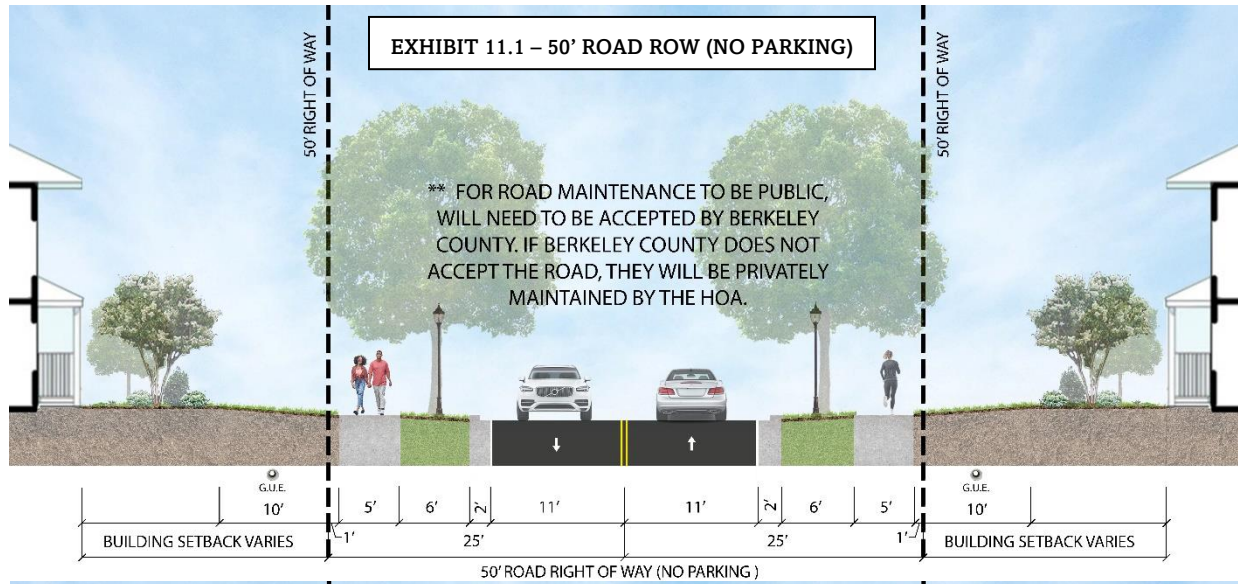 EXHIBIT 11.1 – 50' ROAD ROW (NO PARKING)
50' RIGHT OF WAY
50' RIGHT OF WAY
** FOR ROAD MAINTENANCE TO BE PUBLIC,
WILL NEED TO BE ACCEPTED BY BERKELEY
COUNTY. IF BERKELEY COUNTY DOES NOT
ACCEPT THE ROAD, THEY WILL BE PRIVATELY
MAINTAINED BY THE HOA.
G.U.E.
G.U.E.
10' 5' 6' 2' 11' 11' 2' 6' 5' 10'
BUILDING SETBACK VARIES 1' 25' 25' 1' BUILDING SETBACK VARIES
50' ROAD RIGHT OF WAY (NO PARKING )